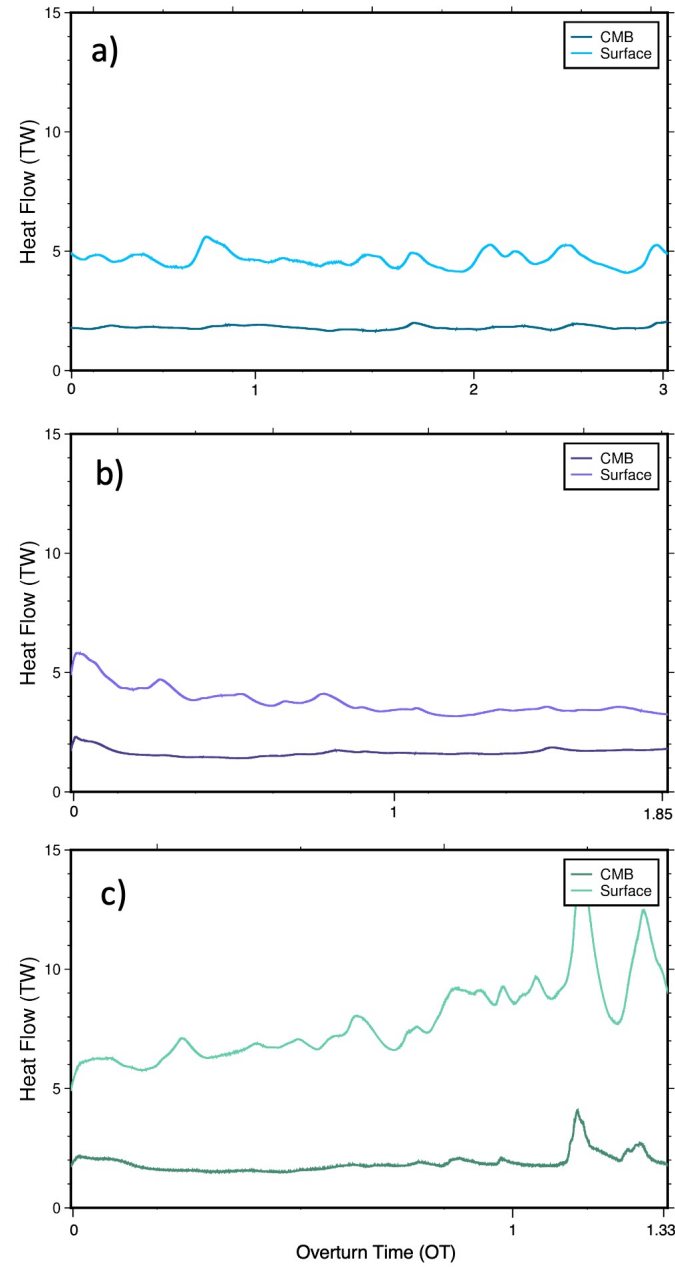 a)
CMB
Surface
Heat Flow (TW)
15
10
5
0
0 1 2 3
b)
CMB
Surface
Heat Flow (TW)
15
10
5
0
0 1 1.85
c)
CMB
Surface
Heat Flow (TW)
15
10
5
0
0 1 1.33
Overturn Time (OT)